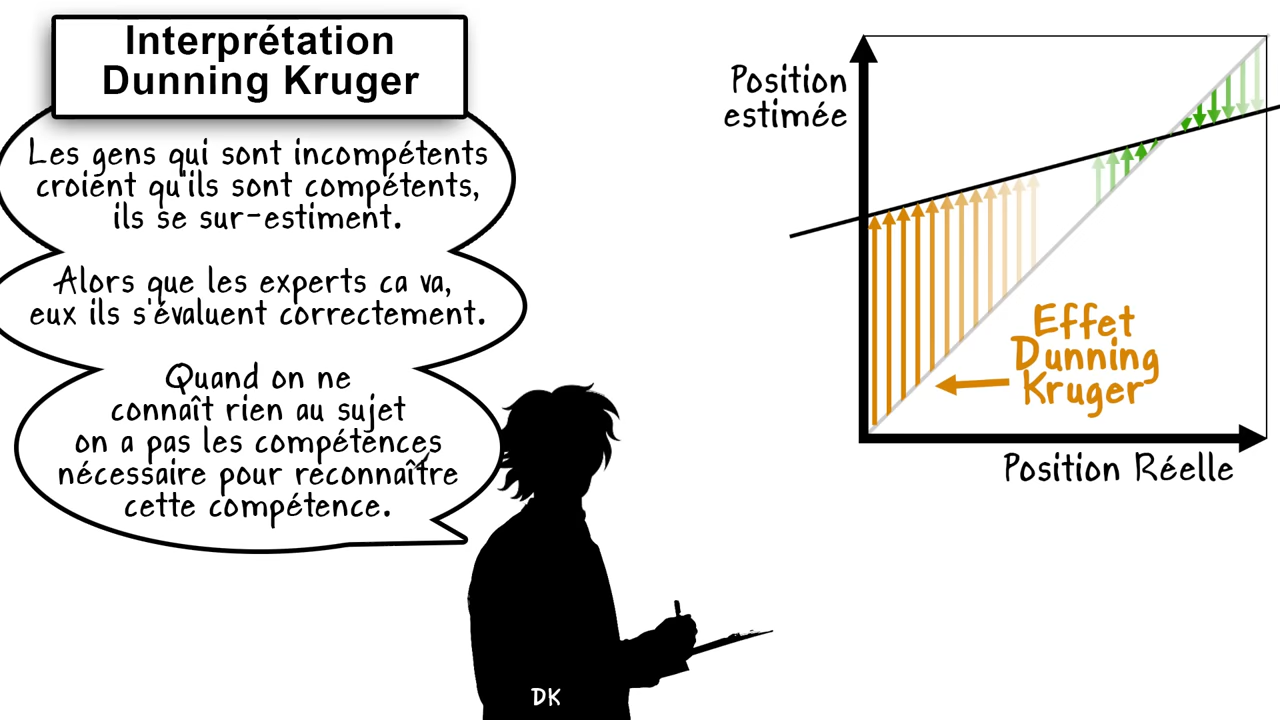 Interprétation
Dunning Kruger
Les gens qui sont incompétents
croient qu'ils sont compétents,
ils se sur-estiment.
Alors que les experts ca va,
eux ils s'évaluent correctement.
Quand on ne
connaît rien au sujet
on a pas les compétences
nécessaire pour reconnaître
cette compétence.
DK
Position
estimée
Effet
Dunning
Kruger
Position Réelle